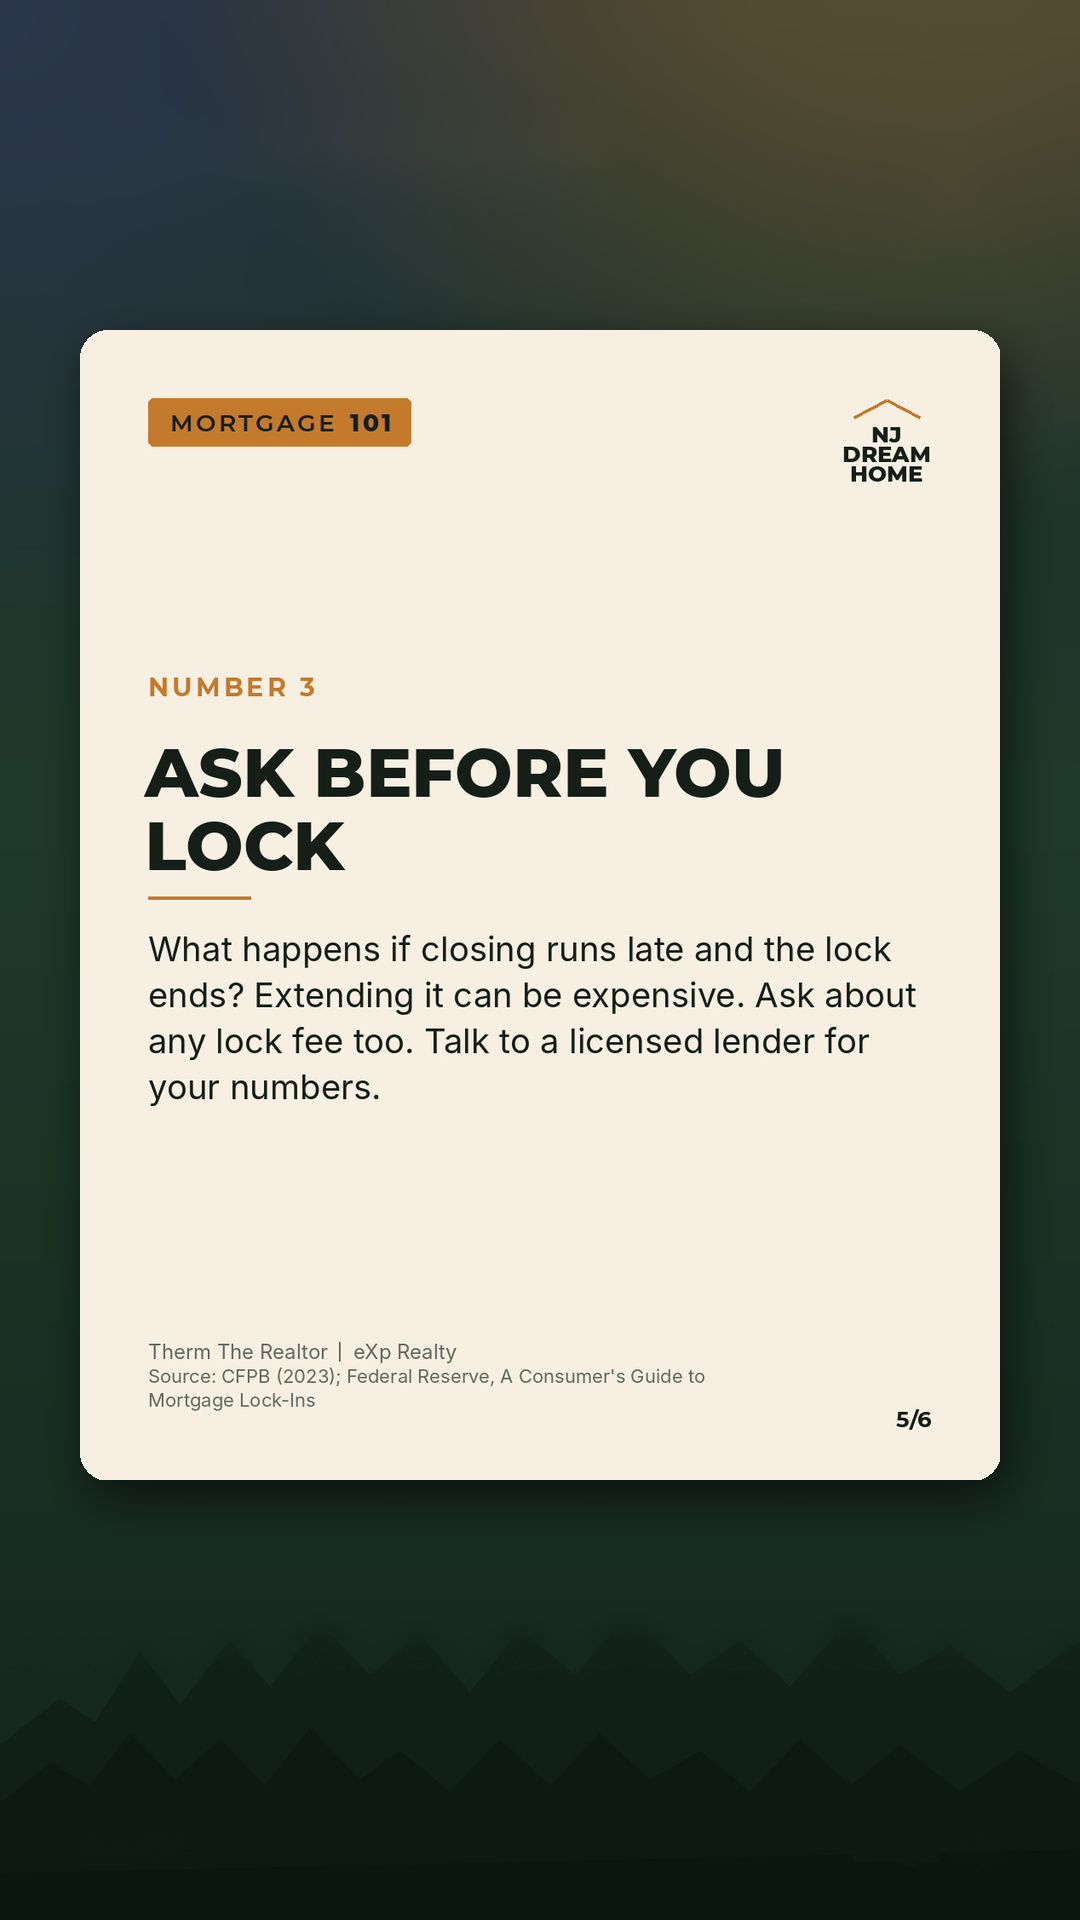 MORTGAGE 101
NJ
DREAM
HOME
NUMBER 3
ASK BEFORE YOU
LOCK
What happens if closing runs late and the lock
ends? Extending it can be expensive. Ask about
any lock fee too. Talk to a licensed lender for
your numbers.
Therm The Realtor | eXp Realty
Source: CFPB (2023); Federal Reserve, A Consumer's Guide to
Mortgage Lock-Ins
5/6